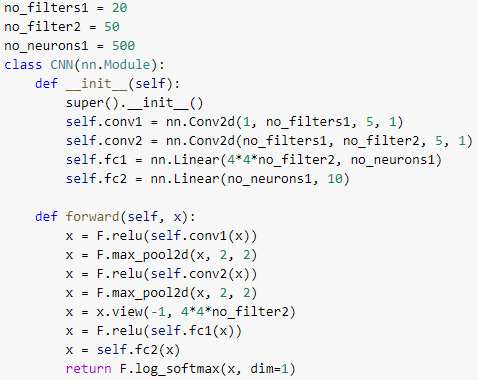 no_filters1 = 20
no_filter2 = 50
no_neurons1 = 500
class CNN(nn.Module):
    def __init__(self):
        super().__init__()
        self.conv1 = nn.Conv2d(1, no_filters1, 5, 1)
        self.conv2 = nn.Conv2d(no_filters1, no_filter2, 5, 1)
        self.fc1 = nn.Linear(4*4*no_filter2, no_neurons1)
        self.fc2 = nn.Linear(no_neurons1, 10)

    def forward(self, x):
        x = F.relu(self.conv1(x))
        x = F.max_pool2d(x, 2, 2)
        x = F.relu(self.conv2(x))
        x = F.max_pool2d(x, 2, 2)
        x = x.view(-1, 4*4*no_filter2)
        x = F.relu(self.fc1(x))
        x = self.fc2(x)
        return F.log_softmax(x, dim=1)